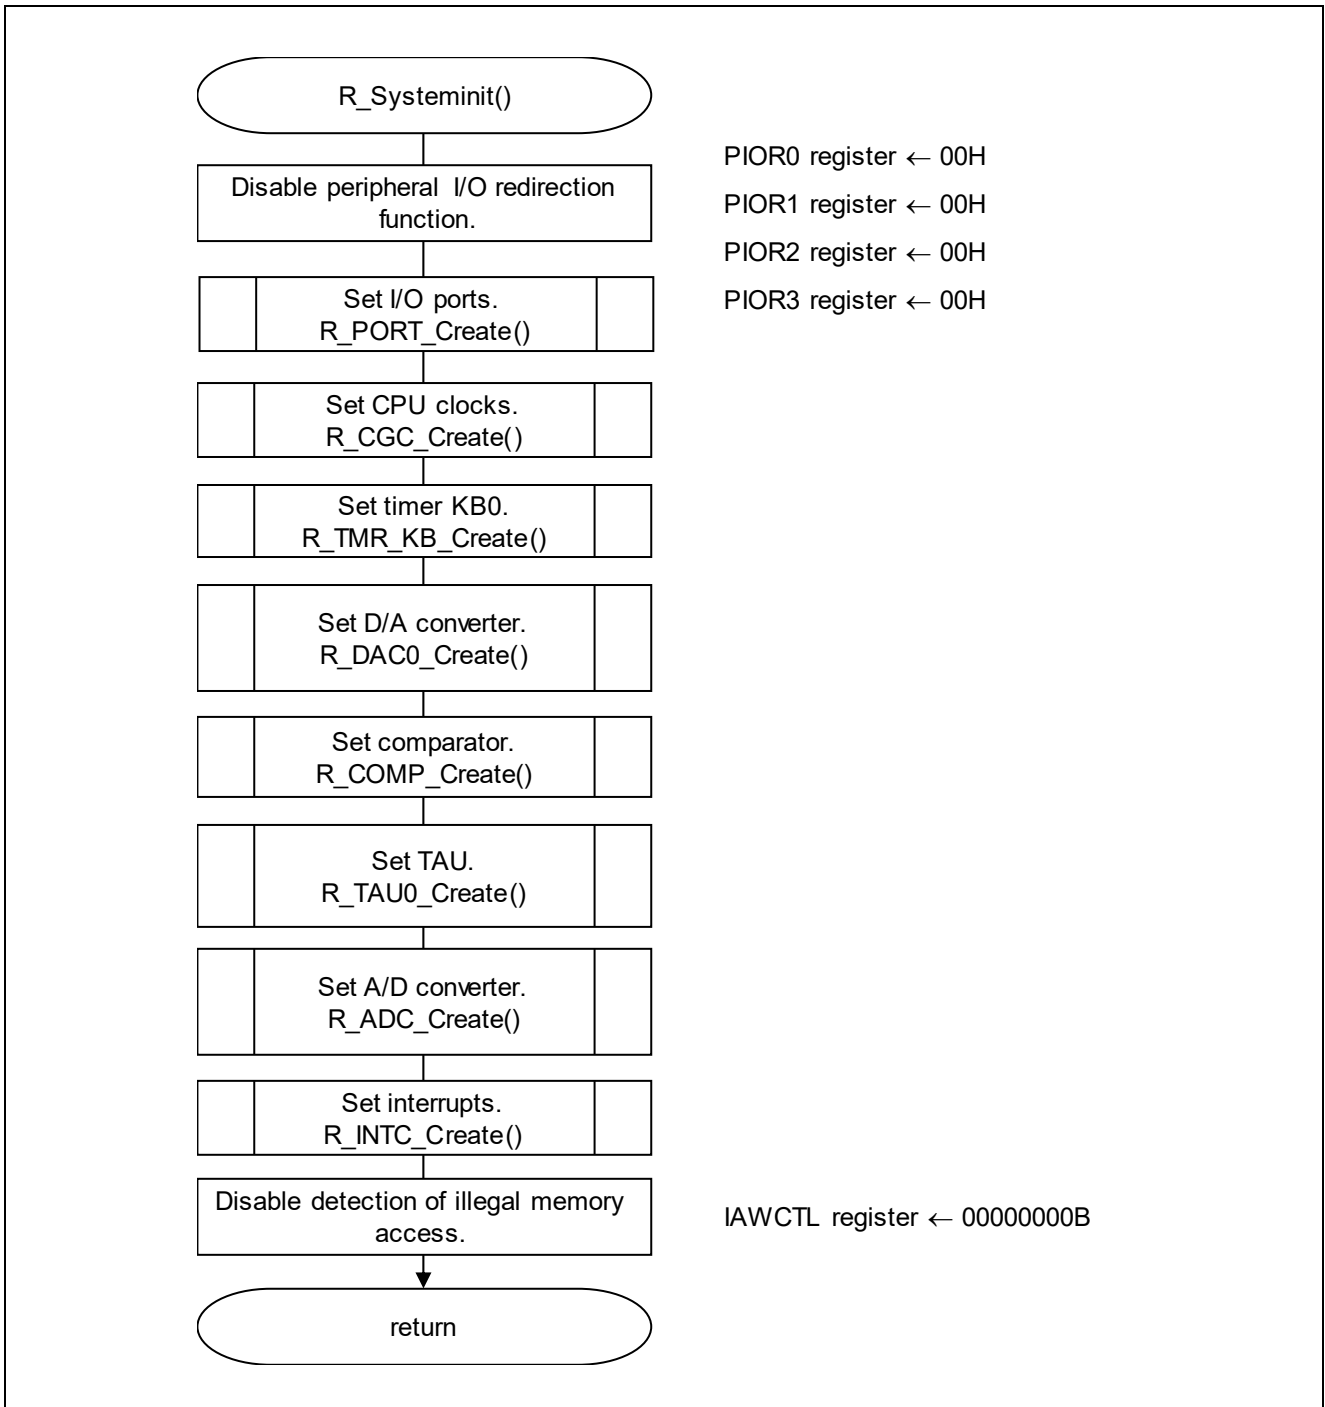 R_Systeminit()
Disable peripheral I/O redirection
function.
PIOR0 register ← 00H
PIOR1 register ← 00H
PIOR2 register ← 00H
PIOR3 register ← 00H
Set I/O ports.
R_PORT_Create()
Set CPU clocks.
R_CGC_Create()
Set timer KB0.
R_TMR_KB_Create()
Set D/A converter.
R_DAC0_Create()
Set comparator.
R_COMP_Create()
Set TAU.
R_TAU0_Create()
Set A/D converter.
R_ADC_Create()
Set interrupts.
R_INTC_Create()
Disable detection of illegal memory
access.
IAWCTL register ← 00000000B
return